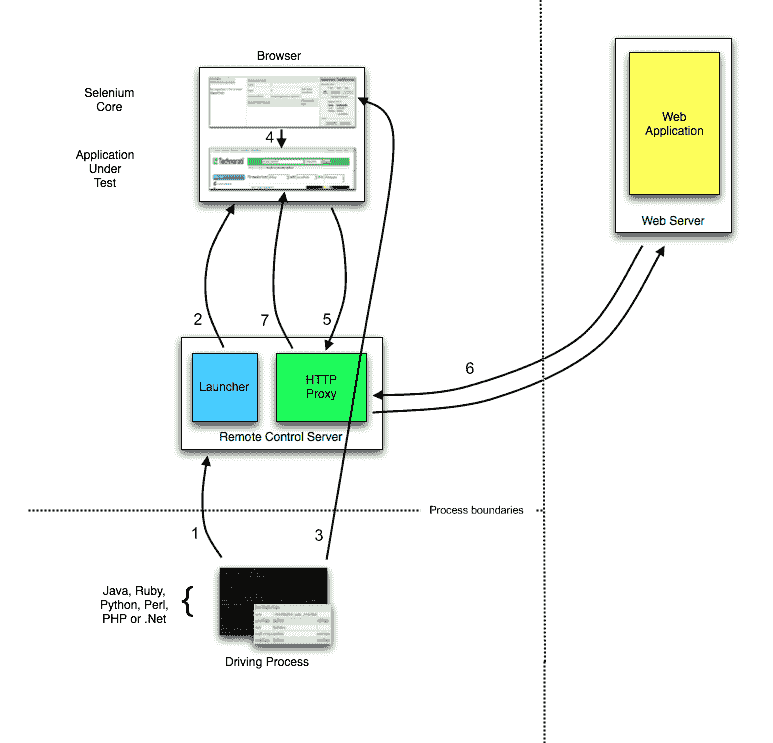 Browser
Selenium
Core
4
Application
Under
Test
Technorati
Web
Application
Web Server
2
7
5
6
Launcher
HTTP
Proxy
Remote Control Server
Process boundaries
1
3
Java, Ruby,
Python, Perl,
PHP or .Net
{
Driving Process